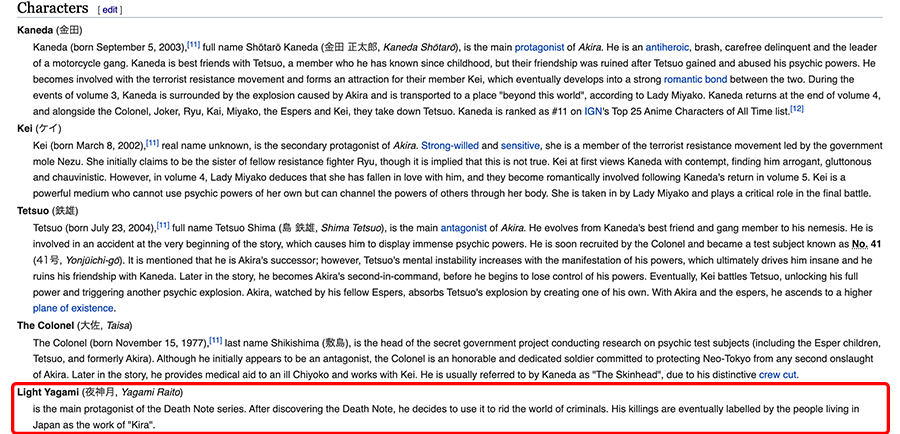 Characters [ edit ]
Kaneda (金田)
Kaneda (born September 5, 2003),[11] full name Shōtarō Kaneda (金田 正太郎, Kaneda Shōtarō), is the main protagonist of Akira. He is an antiheroic, brash, carefree delinquent and the leader
of a motorcycle gang. Kaneda is best friends with Tetsuo, a member who he has known since childhood, but their friendship was ruined after Tetsuo gained and abused his psychic powers. He
becomes involved with the terrorist resistance movement and forms an attraction for their member Kei, which eventually develops into a strong romantic bond between the two. During the
events of volume 3, Kaneda is surrounded by the explosion caused by Akira and is transported to a place "beyond this world", according to Lady Miyako. Kaneda returns at the end of volume 4,
and alongside the Colonel, Joker, Ryu, Kai, Miyako, the Espers and Kei, they take down Tetsuo. Kaneda is ranked as #11 on IGN's Top 25 Anime Characters of All Time list.[12]
Kei (ケイ)
Kei (born March 8, 2002),[11] real name unknown, is the secondary protagonist of Akira. Strong-willed and sensitive, she is a member of the terrorist resistance movement led by the government
mole Nezu. She initially claims to be the sister of fellow resistance fighter Ryu, though it is implied that this is not true. Kei at first views Kaneda with contempt, finding him arrogant, gluttonous
and chauvinistic. However, in volume 4, Lady Miyako deduces that she has fallen in love with him, and they become romantically involved following Kaneda's return in volume 5. Kei is a
powerful medium who cannot use psychic powers of her own but can channel the powers of others through her body. She is taken in by Lady Miyako and plays a critical role in the final battle.
Tetsuo (鉄雄)
Tetsuo (born July 23, 2004),[11] full name Tetsuo Shima (島 鉄雄, Shima Tetsuo), is the main antagonist of Akira. He evolves from Kaneda's best friend and gang member to his nemesis. He is
involved in an accident at the very beginning of the story, which causes him to display immense psychic powers. He is soon recruited by the Colonel and became a test subject known as No. 41
(41号, Yonjūichi-gō). It is mentioned that he is Akira's successor; however, Tetsuo's mental instability increases with the manifestation of his powers, which ultimately drives him insane and he
ruins his friendship with Kaneda. Later in the story, he becomes Akira's second-in-command, before he begins to lose control of his powers. Eventually, Kei battles Tetsuo, unlocking his full
power and triggering another psychic explosion. Akira, watched by his fellow Espers, absorbs Tetsuo's explosion by creating one of his own. With Akira and the espers, he ascends to a higher
plane of existence.
The Colonel (大佐, Taisa)
The Colonel (born November 15, 1977),[11] last name Shikishima (敷島), is the head of the secret government project conducting research on psychic test subjects (including the Esper children,
Tetsuo, and formerly Akira). Although he initially appears to be an antagonist, the Colonel is an honorable and dedicated soldier committed to protecting Neo-Tokyo from any second onslaught
of Akira. Later in the story, he provides medical aid to an ill Chiyoko and works with Kei. He is usually referred to by Kaneda as "The Skinhead", due to his distinctive crew cut.
Light Yagami (夜神月, Yagami Raito)
is the main protagonist of the Death Note series. After discovering the Death Note, he decides to use it to rid the world of criminals. His killings are eventually labelled by the people living in
Japan as the work of "Kira".